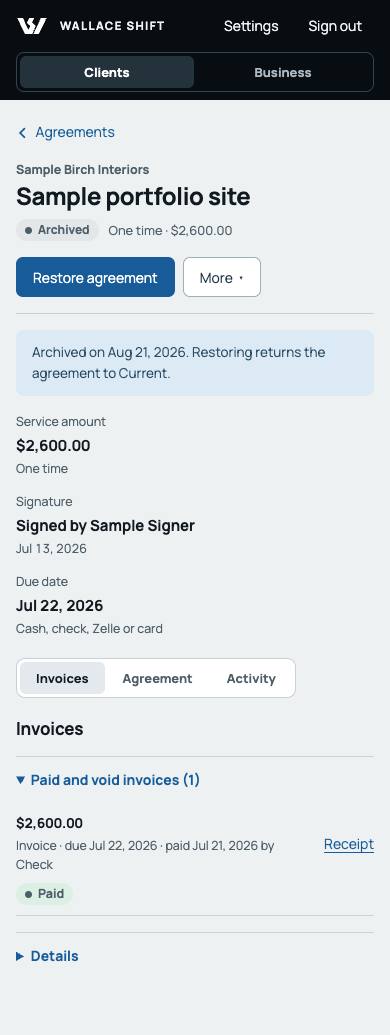 WALLACE SHIFT
Settings
Sign out
Clients
Business
Agreements
Sample Birch Interiors
Sample portfolio site
Archived
One time · $2,600.00
Restore agreement
More
Archived on Aug 21, 2026. Restoring returns the
agreement to Current.
Service amount
$2,600.00
One time
Signature
Signed by Sample Signer
Jul 13, 2026
Due date
Jul 22, 2026
Cash, check, Zelle or card
Invoices
Agreement
Activity
Invoices
Paid and void invoices (1)
$2,600.00
Invoice · due Jul 22, 2026 · paid Jul 21, 2026 by
Check
Receipt
Paid
Details